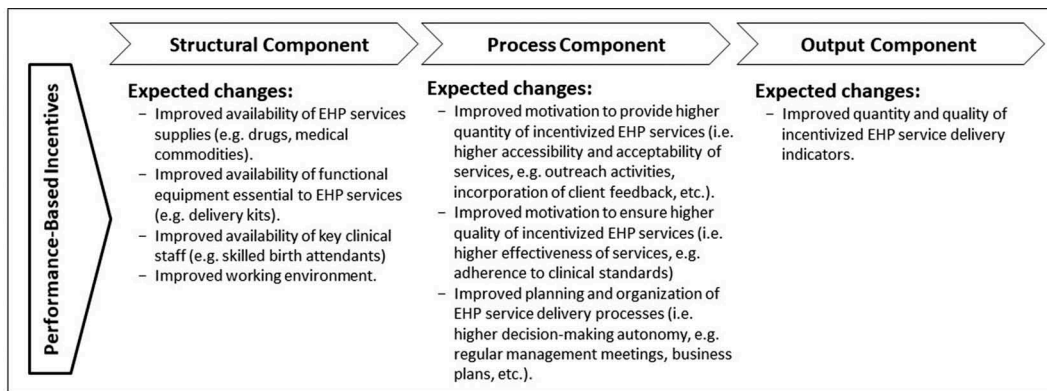 Performance-Based Incentives
Structural Component
Expected changes:
− Improved availability of EHP services
supplies (e.g. drugs, medical
commodities).
− Improved availability of functional
equipment essential to EHP services
(e.g. delivery kits).
− Improved availability of key clinical
staff (e.g. skilled birth attendants)
− Improved working environment.
Process Component
Expected changes:
− Improved motivation to provide higher
quantity of incentivized EHP services (i.e.
higher accessibility and acceptability of
services, e.g. outreach activities,
incorporation of client feedback, etc.).
− Improved motivation to ensure higher
quality of incentivized EHP services (i.e.
higher effectiveness of services, e.g.
adherence to clinical standards)
− Improved planning and organization of
EHP service delivery processes (i.e.
higher decision-making autonomy, e.g.
regular management meetings, business
plans, etc.).
Output Component
Expected changes:
− Improved quantity and quality of
incentivized EHP service delivery
indicators.